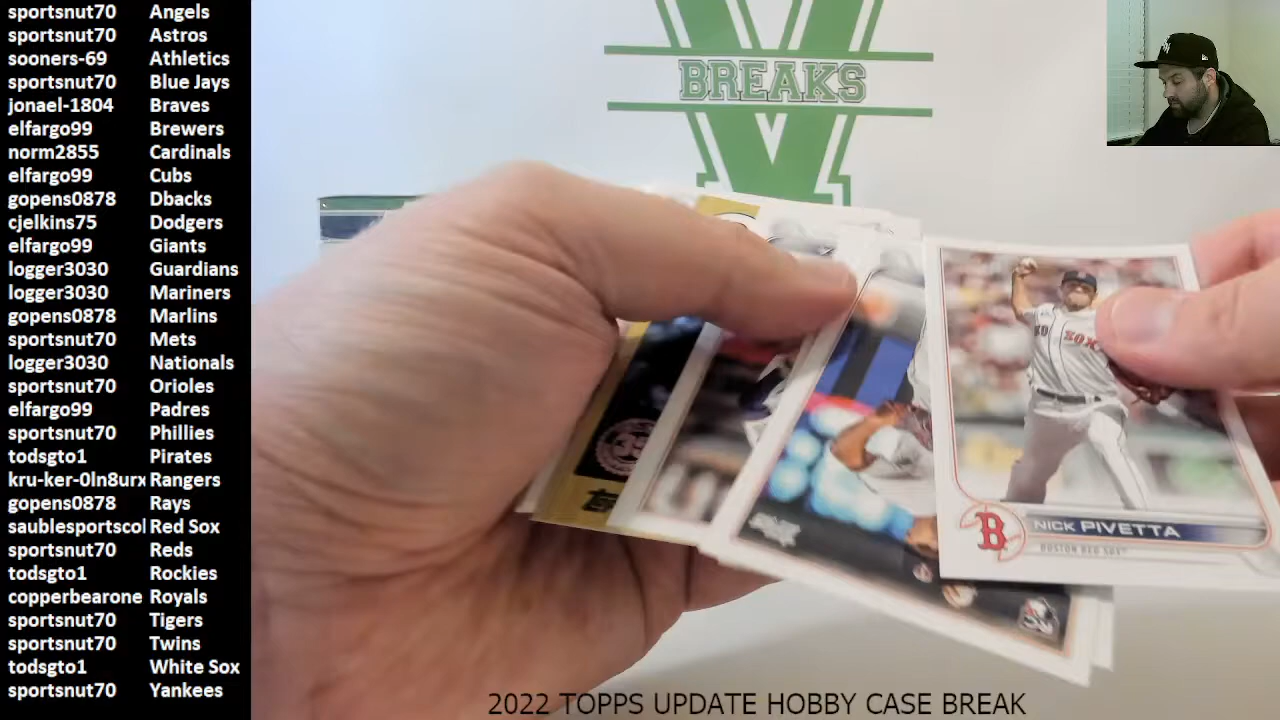 sportsnut70 Angels
sportsnut70 Astros
sooners-69 Athletics
sportsnut70 Blue Jays
jonael-1804 Braves
elfargo99 Brewers
norm2855 Cardinals
elfargo99 Cubs
gopens0878 Dbacks
cjelkins75 Dodgers
elfargo99 Giants
logger3030 Guardians
logger3030 Mariners
gopens0878 Marlins
sportsnut70 Mets
logger3030 Nationals
sportsnut70 Orioles
elfargo99 Padres
sportsnut70 Phillies
todsgto1 Pirates
kru-ker-0ln8urx Rangers
gopens0878 Rays
saublesportscol Red Sox
sportsnut70 Reds
todsgto1 Rockies
copperbearone Royals
sportsnut70 Tigers
sportsnut70 Twins
todsgto1 White Sox
sportsnut70 Yankees
V
BREAKS
SOX
B
NICK PIVETTA
BOSTON RED SOX
2022 TOPPS UPDATE HOBBY CASE BREAK